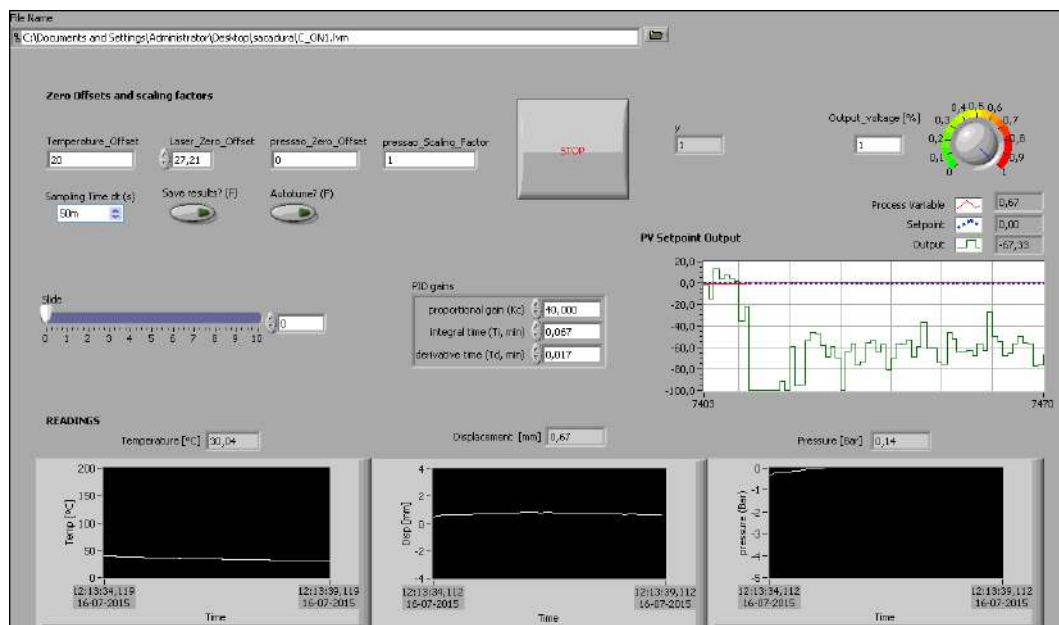 File Name
C:\Documents and Settings\Administrator\Desktop\sacadura\C_ON1.lvm
Zero Offsets and scaling factors
Temperature_Offset
20
Laser_Zero_Offset
27,21
pressao_Zero_Offset
0
pressao_Scaling_Factor
1
Sampling Time dt (s)
50m
Save results? (F)
Autotune? (F)
STOP
y
1
Output_voltage [%]
1
0 0,1 0,2 0,3 0,4 0,5 0,6 0,7 0,8 0,9 1
Process Variable 0,67
Setpoint 0,00
Output -67,33
PV Setpoint Output
20,0
0,0
-20,0
-40,0
-60,0
-80,0
-100,0
7403 7470
Slide
0
0 1 2 3 4 5 6 7 8 9 10
PID gains
proportional gain (Kc) 40,000
integral time (Ti, min) 0,067
derivative time (Td, min) 0,017
READINGS
Temperature [ºC] 30,04
200
150
100
50
0
Temp [ºC]
12:13:34,119
16-07-2015
12:13:39,119
16-07-2015
Time
Displacement [mm] 0,67
4
2
0
-2
-4
Disp [mm]
12:13:34,112
16-07-2015
12:13:39,112
16-07-2015
Time
Pressure [Bar] 0,14
0
-1
-2
-3
-4
-5
pressure (Bar)
12:13:34,112
16-07-2015
12:13:39,112
16-07-2015
Time